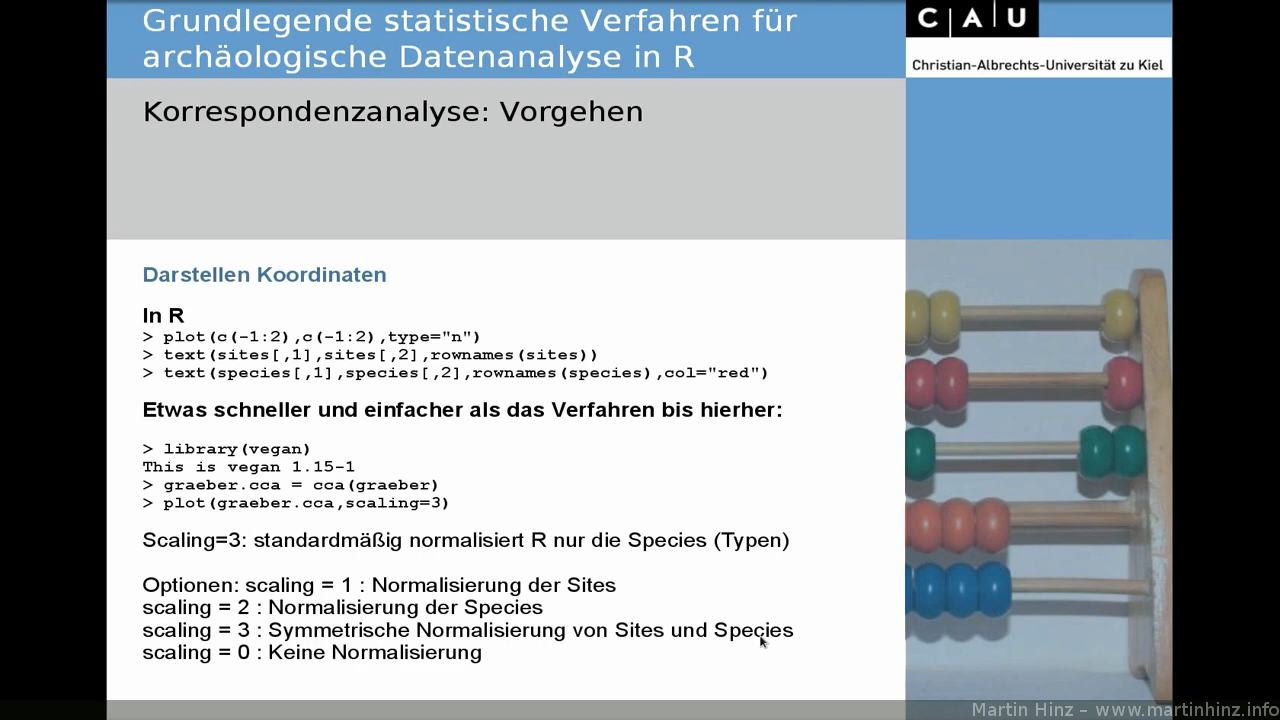 Grundlegende statistische Verfahren für
archäologische Datenanalyse in R
C | A | U
Christian-Albrechts-Universität zu Kiel
Korrespondenzanalyse: Vorgehen
Darstellen Koordinaten
In R
> plot(c(-1:2),c(-1:2),type="n")
> text(sites[,1],sites[,2],rownames(sites))
> text(species[,1],species[,2],rownames(species),col="red")
Etwas schneller und einfacher als das Verfahren bis hierher:
> library(vegan)
This is vegan 1.15-1
> graeber.cca = cca(graeber)
> plot(graeber.cca,scaling=3)
Scaling=3: standardmäßig normalisiert R nur die Species (Typen)
Optionen: scaling = 1 : Normalisierung der Sites
scaling = 2 : Normalisierung der Species
scaling = 3 : Symmetrische Normalisierung von Sites und Species
scaling = 0 : Keine Normalisierung
Martin Hinz – www.martinhinz.info